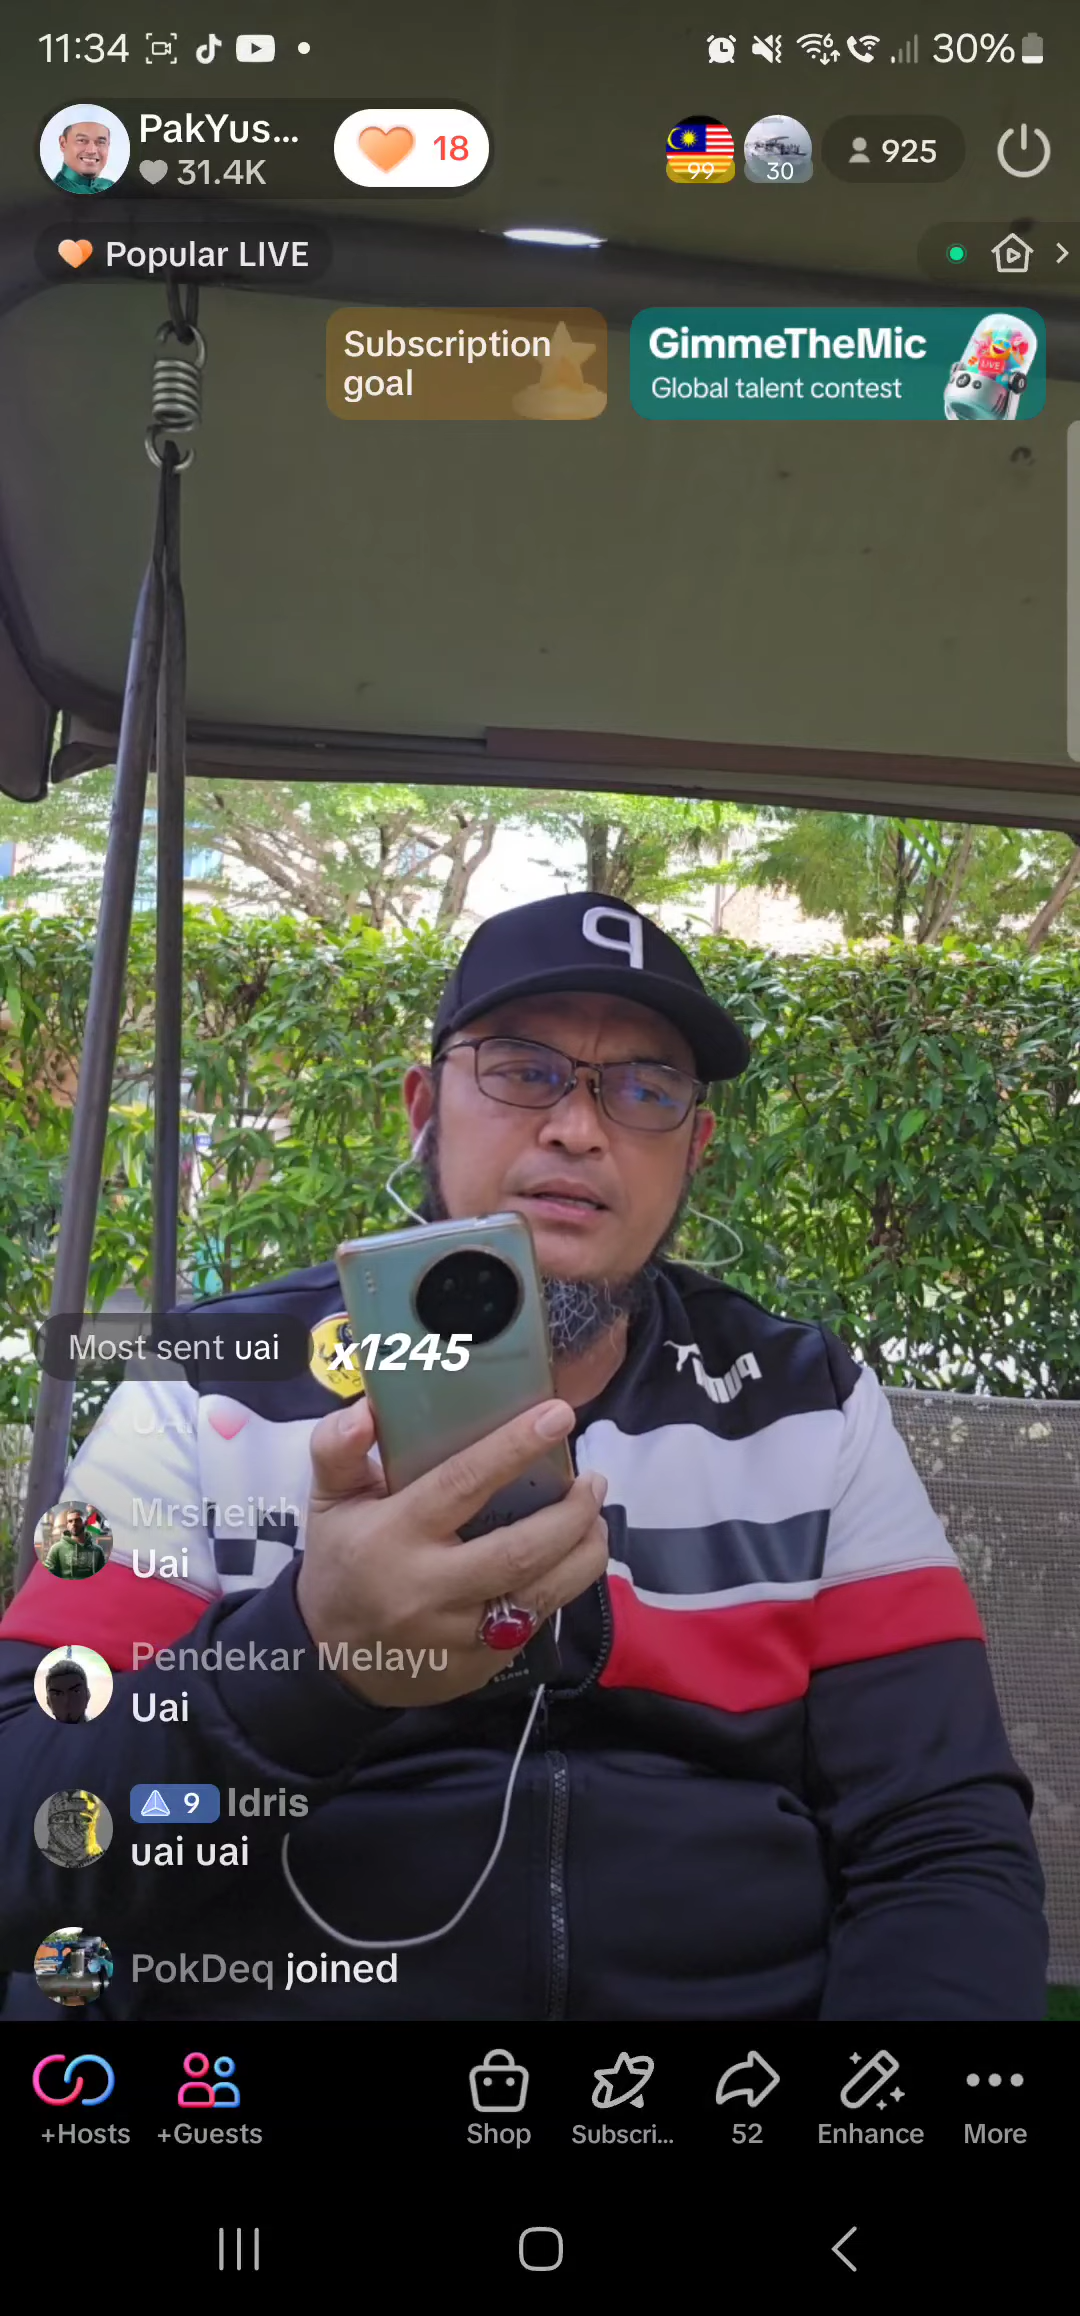 11:34
30%
PakYus...
31.4K
18
99
30
925
Popular LIVE
Subscription
goal
GimmeTheMic
Global talent contest
LIVE
Most sent uai
x1245
UAI
Mrsheikh
Uai
Pendekar Melayu
Uai
9 Idris
uai uai
PokDeq joined
+Hosts
+Guests
Shop
Subscri...
52
Enhance
More